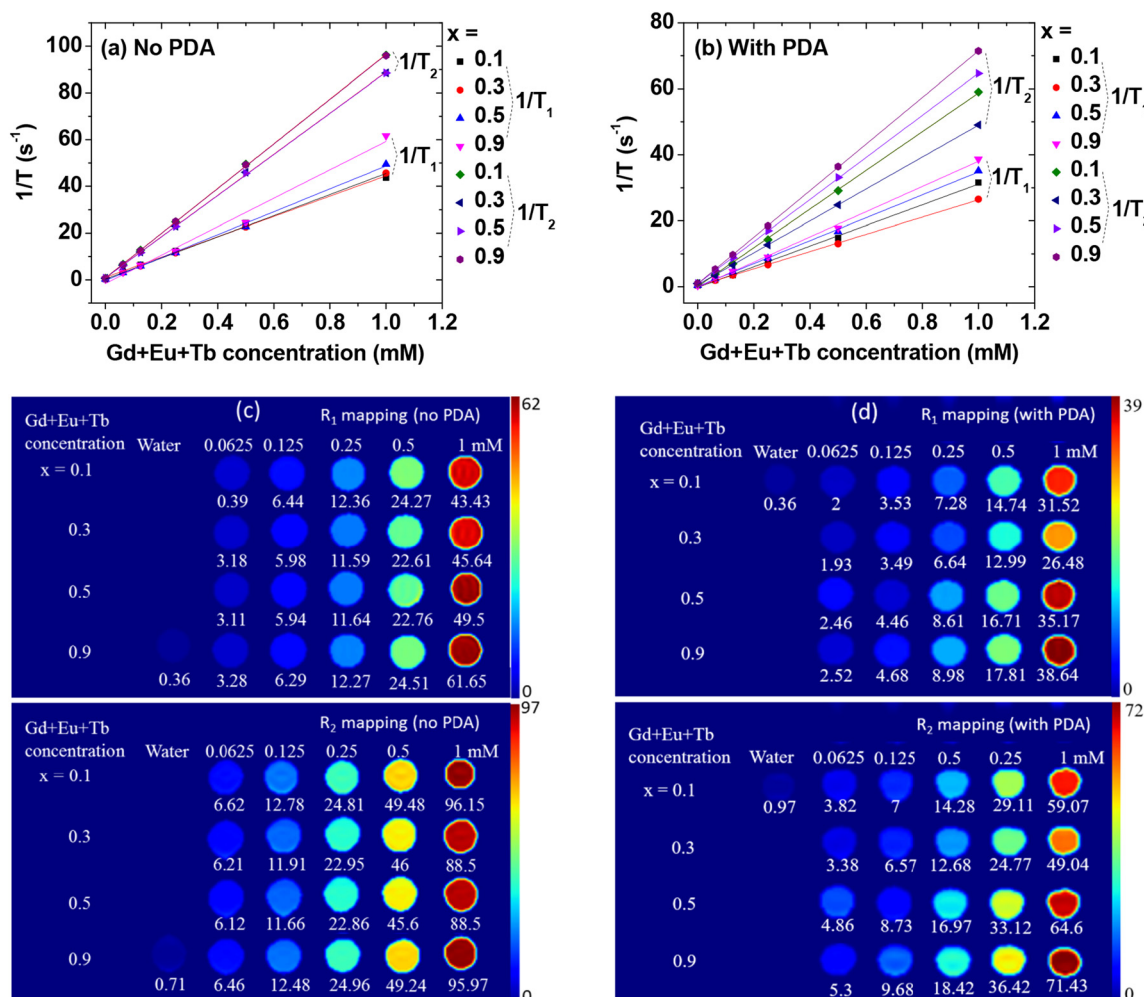 (a) No PDA
1/T (s-1)
100
80
60
40
20
0
0.0 0.2 0.4 0.6 0.8 1.0 1.2
Gd+Eu+Tb concentration (mM)
1/T2
1/T1
x =
0.1
0.3
0.5
0.9
0.1
0.3
0.5
0.9
1/T1
1/T2
(b) With PDA
1/T (s-1)
80
60
40
20
0
0.0 0.2 0.4 0.6 0.8 1.0 1.2
Gd+Eu+Tb concentration (mM)
1/T2
1/T1
x =
0.1
0.3
0.5
0.9
0.1
0.3
0.5
0.9
1/T
1/T
(c) R1 mapping (no PDA) 62
Gd+Eu+Tb
concentration Water 0.0625 0.125 0.25 0.5 1 mM
x = 0.1
0.39 6.44 12.36 24.27 43.43
0.3
3.18 5.98 11.59 22.61 45.64
0.5
3.11 5.94 11.64 22.76 49.5
0.9
0.36 3.28 6.29 12.27 24.51 61.65
0
(d) R1 mapping (with PDA) 39
Gd+Eu+Tb
concentration Water 0.0625 0.125 0.25 0.5 1 mM
x = 0.1
0.36 2 3.53 7.28 14.74 31.52
0.3
1.93 3.49 6.64 12.99 26.48
0.5
2.46 4.46 8.61 16.71 35.17
0.9
2.52 4.68 8.98 17.81 38.64
0
R2 mapping (no PDA) 97
Gd+Eu+Tb
concentration Water 0.0625 0.125 0.25 0.5 1 mM
x = 0.1
6.62 12.78 24.81 49.48 96.15
0.3
6.21 11.91 22.95 46 88.5
0.5
6.12 11.66 22.86 45.6 88.5
0.9
0.71 6.46 12.48 24.96 49.24 95.97
0
R2 mapping (with PDA) 72
Gd+Eu+Tb
concentration Water 0.0625 0.125 0.5 0.25 1 mM
x = 0.1
0.97 3.82 7 14.28 29.11 59.07
0.3
3.38 6.57 12.68 24.77 49.04
0.5
4.86 8.73 16.97 33.12 64.6
0.9
5.3 9.68 18.42 36.42 71.43
0